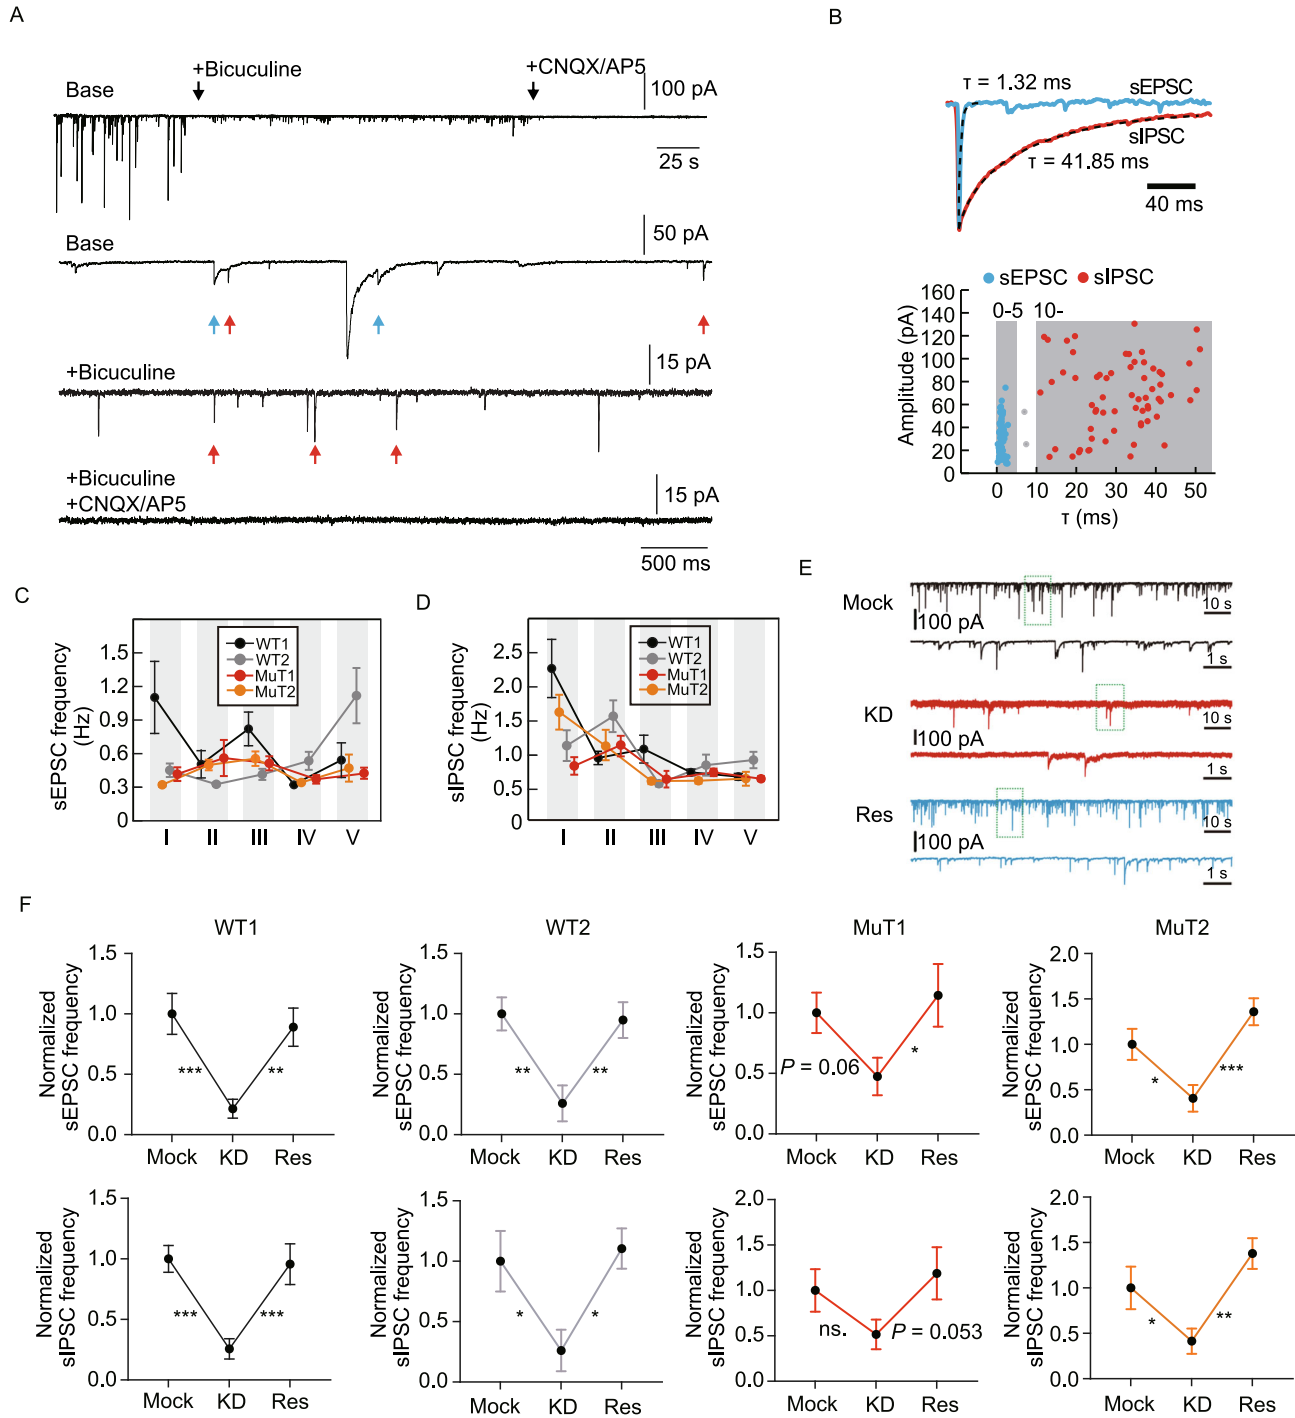 A
+Bicuculine
+CNQX/AP5
Base
100 pA
25 s
Base
50 pA
+Bicuculine
15 pA
+Bicuculine
+CNQX/AP5
15 pA
500 ms
B
τ = 1.32 ms
sEPSC
sIPSC
τ = 41.85 ms
40 ms
sEPSC
sIPSC
0-5
10-
Amplitude (pA)
160
140
120
100
80
60
40
20
0
0 10 20 30 40 50
τ (ms)
C
sEPSC frequency
(Hz)
1.5
1.2
0.9
0.6
0.3
0
WT1
WT2
MuT1
MuT2
I II III IV V
D
sIPSC frequency
(Hz)
2.5
2.0
1.5
1.0
0.5
0
WT1
WT2
MuT1
MuT2
I II III IV V
E
Mock
10 s
100 pA
1 s
KD
10 s
100 pA
1 s
Res
10 s
100 pA
1 s
F
WT1
Normalized
sEPSC frequency
1.5
1.0
0.5
0.0
***
**
Mock KD Res
WT2
Normalized
sEPSC frequency
1.5
1.0
0.5
0.0
**
**
Mock KD Res
MuT1
Normalized
sEPSC frequency
1.5
1.0
0.5
0.0
P = 0.06
*
Mock KD Res
MuT2
Normalized
sEPSC frequency
2.0
1.5
1.0
0.5
0.0
*
***
Mock KD Res
Normalized
sIPSC frequency
1.5
1.0
0.5
0.0
***
***
Mock KD Res
Normalized
sIPSC frequency
1.5
1.0
0.5
0.0
*
*
Mock KD Res
Normalized
sIPSC frequency
2.0
1.5
1.0
0.5
0.0
ns.
P = 0.053
Mock KD Res
Normalized
sIPSC frequency
2.0
1.5
1.0
0.5
0.0
*
**
Mock KD Res